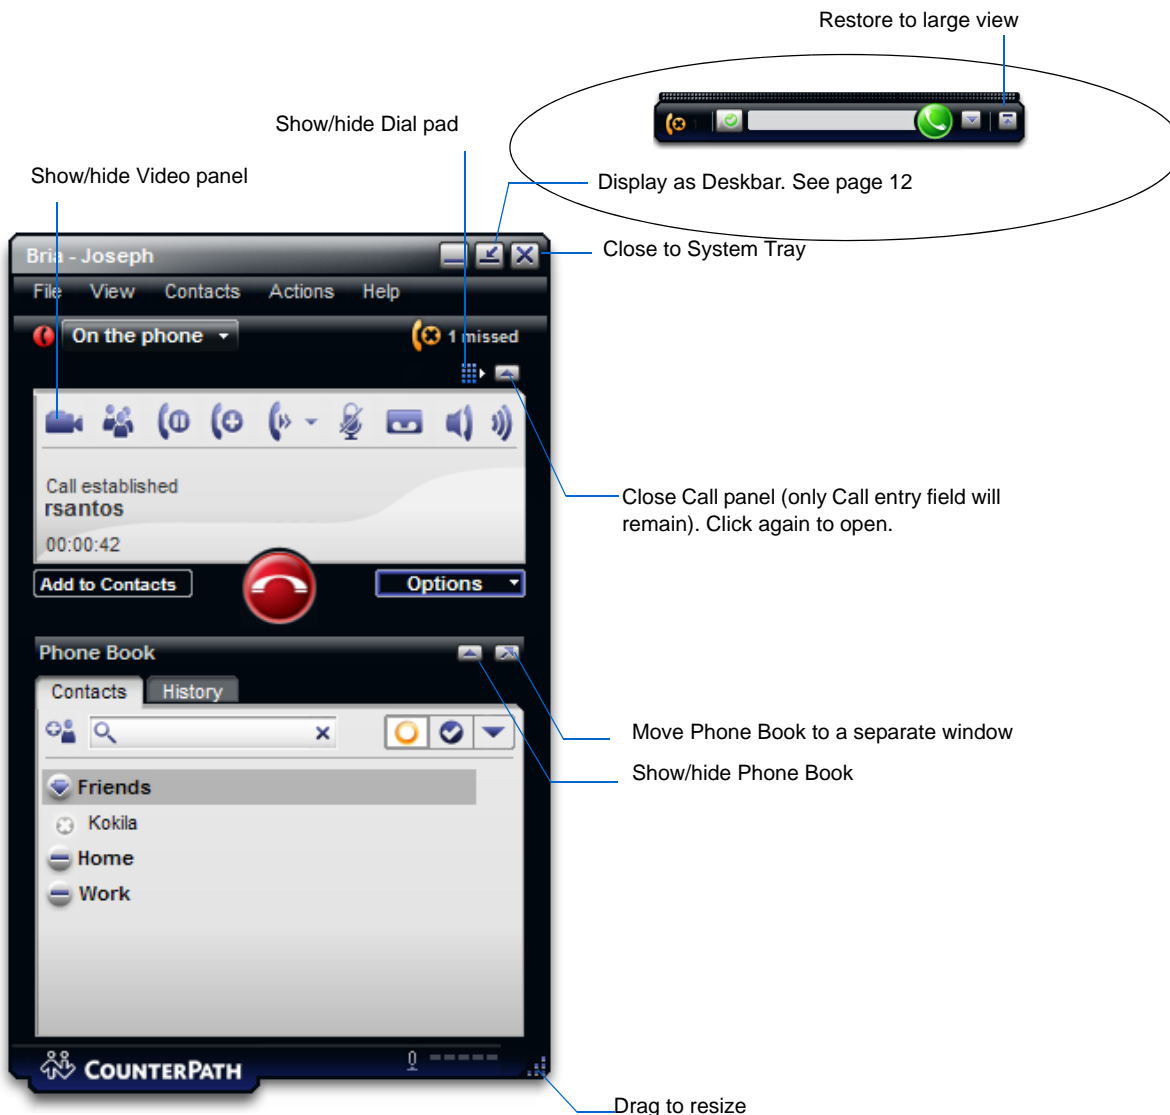 Restore to large view
Show/hide Dial pad
Show/hide Video panel
Display as Deskbar. See page 12
Bria - Joseph
Close to System Tray
File View Contacts Actions Help
On the phone
1 missed
Call established
rsantos
00:00:42
Close Call panel (only Call entry field will
remain). Click again to open.
Add to Contacts
Options
Phone Book
Contacts History
Move Phone Book to a separate window
Show/hide Phone Book
Friends
Kokila
Home
Work
COUNTERPATH
Drag to resize